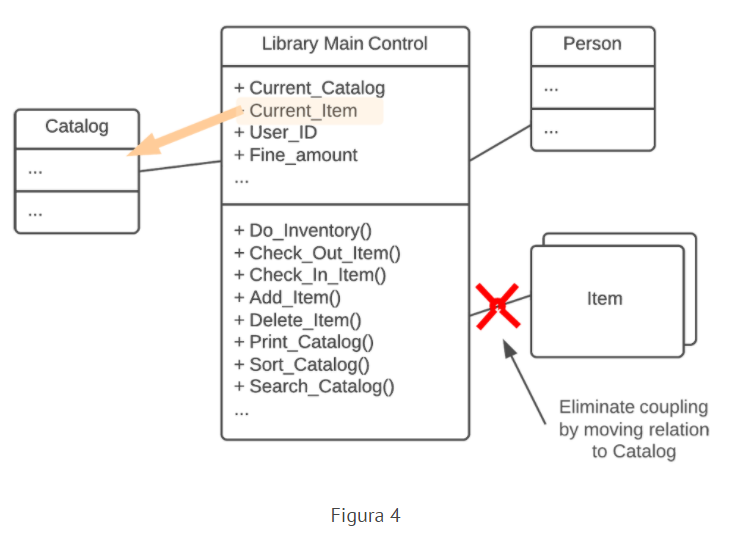 Library Main Control
+ Current_Catalog
- Current_Item
+ User_ID
+ Fine_amount
...
+ Do_Inventory()
+ Check_Out_Item()
+ Check_In_Item()
+ Add_Item()
+ Delete_Item()
+ Print_Catalog()
+ Sort_Catalog()
+ Search_Catalog()
...
Catalog
...
...
Person
...
...
Item
Eliminate coupling
by moving relation
to Catalog
Figura 4